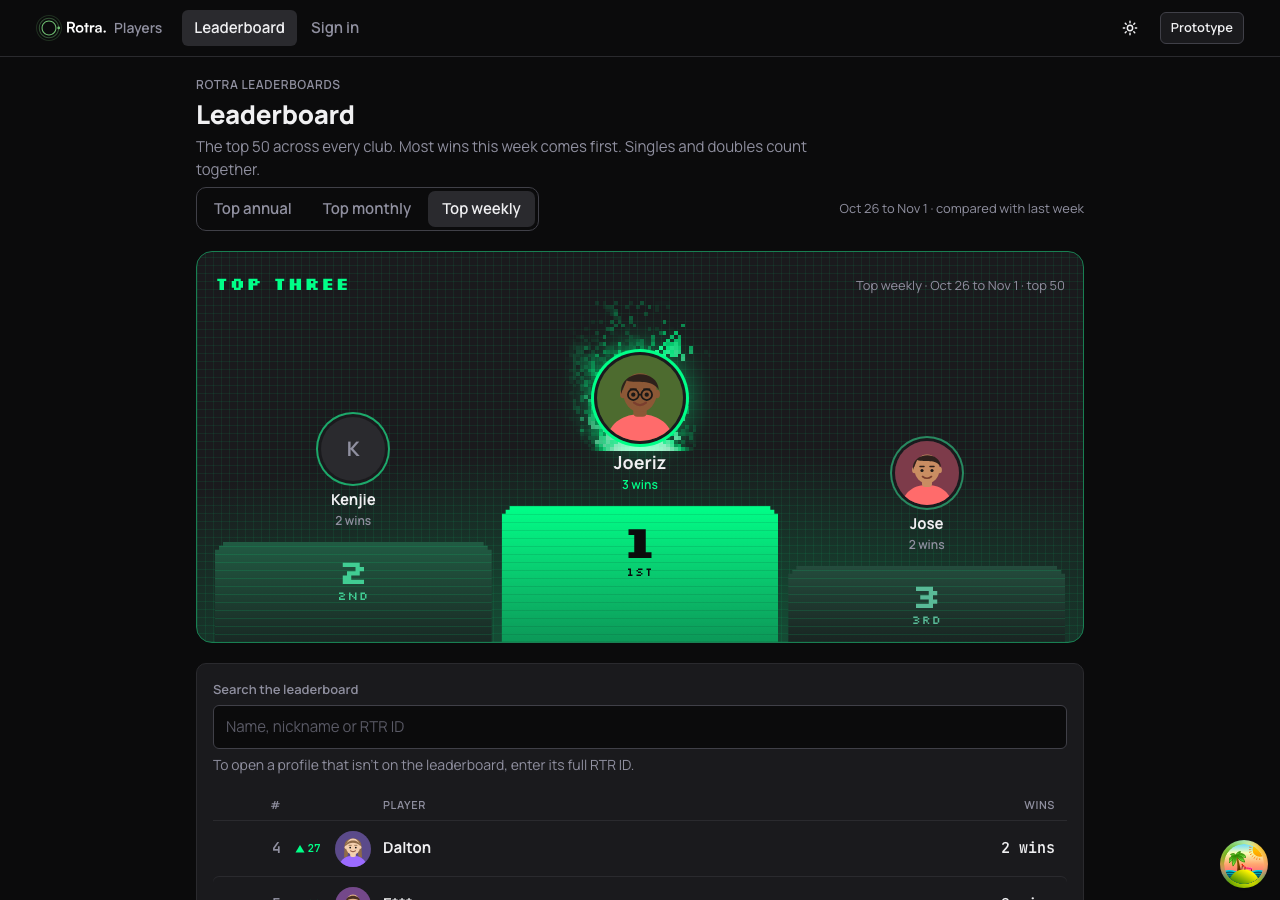 Rotra. Players Leaderboard Sign in Prototype
ROTRA LEADERBOARDS
Leaderboard
The top 50 across every club. Most wins this week comes first. Singles and doubles count
together.
Top annual Top monthly Top weekly
Oct 26 to Nov 1 · compared with last week
TOP THREE
Top weekly · Oct 26 to Nov 1 · top 50
Joeriz
3 wins
K
Kenjie
2 wins
Jose
2 wins
1
1ST
2
2ND
3
3RD
Search the leaderboard
Name, nickname or RTR ID
To open a profile that isn't on the leaderboard, enter its full RTR ID.
# PLAYER WINS
4 ▲ 27 Dalton 2 wins